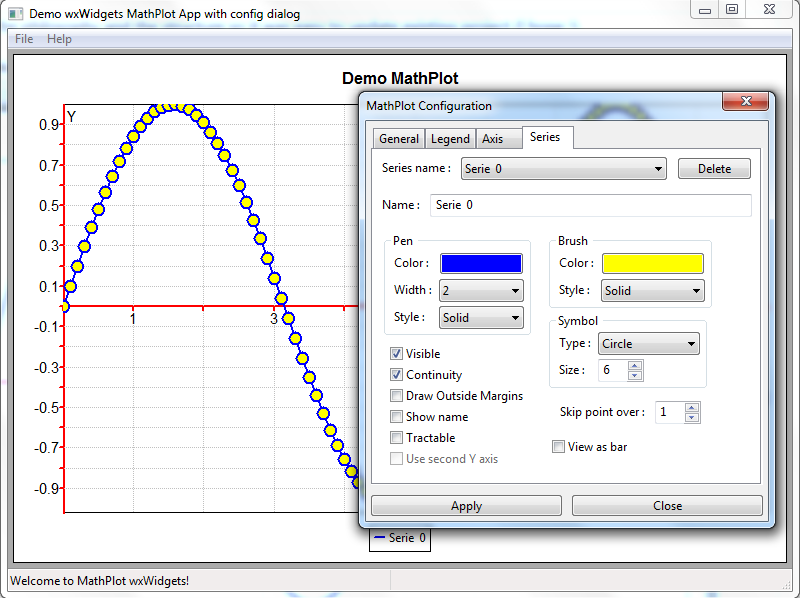 Demo wxWidgets MathPlot App with config dialog
File Help
Demo MathPlot
Y
0.9
0.7
0.5
0.3
0.1
-0.1
-0.3
-0.5
-0.7
-0.9
1
3
MathPlot Configuration
General Legend Axis Series
Series name : Serie 0 Delete
Name : Serie 0
Pen
Color :
Width : 2
Style : Solid
Brush
Color :
Style : Solid
Symbol
Type : Circle
Size : 6
Visible
Continuity
Draw Outside Margins
Show name
Tractable
Use second Y axis
Skip point over : 1
View as bar
Apply Close
Serie 0
Welcome to MathPlot wxWidgets!